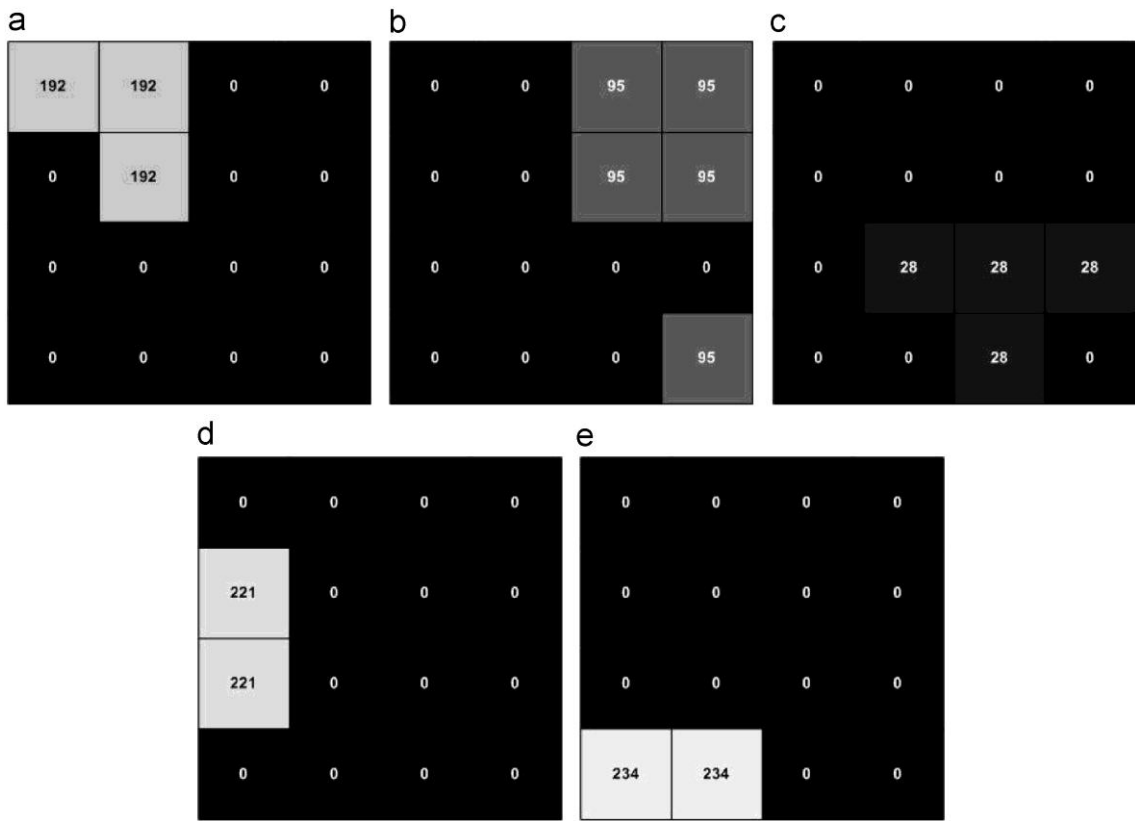 a b c
192 192 0 0 0 0 95 95 0 0 0 0
0 192 0 0 0 0 95 95 0 0 0 0
0 0 0 0 0 0 0 0 0 28 28 28
0 0 0 0 0 0 0 95 0 0 28 0
d e
0 0 0 0 0 0 0 0
221 0 0 0 0 0 0 0
221 0 0 0 0 0 0 0
0 0 0 0 234 234 0 0